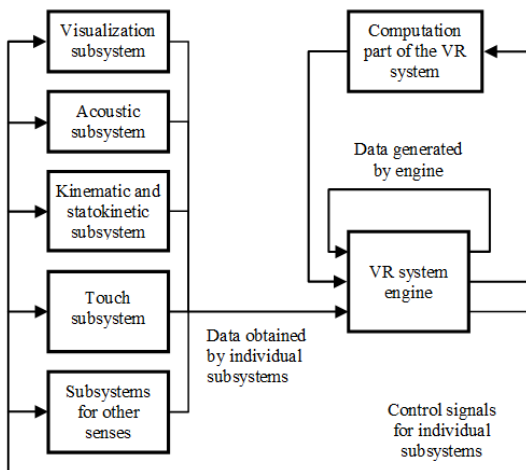 Visualization
subsystem
Acoustic
subsystem
Kinematic and
statokinetic
subsystem
Touch
subsystem
Subsystems
for other
senses
Data obtained
by individual
subsystems
Computation
part of the VR
system
Data generated
by engine
VR system
engine
Control signals
for individual
subsystems